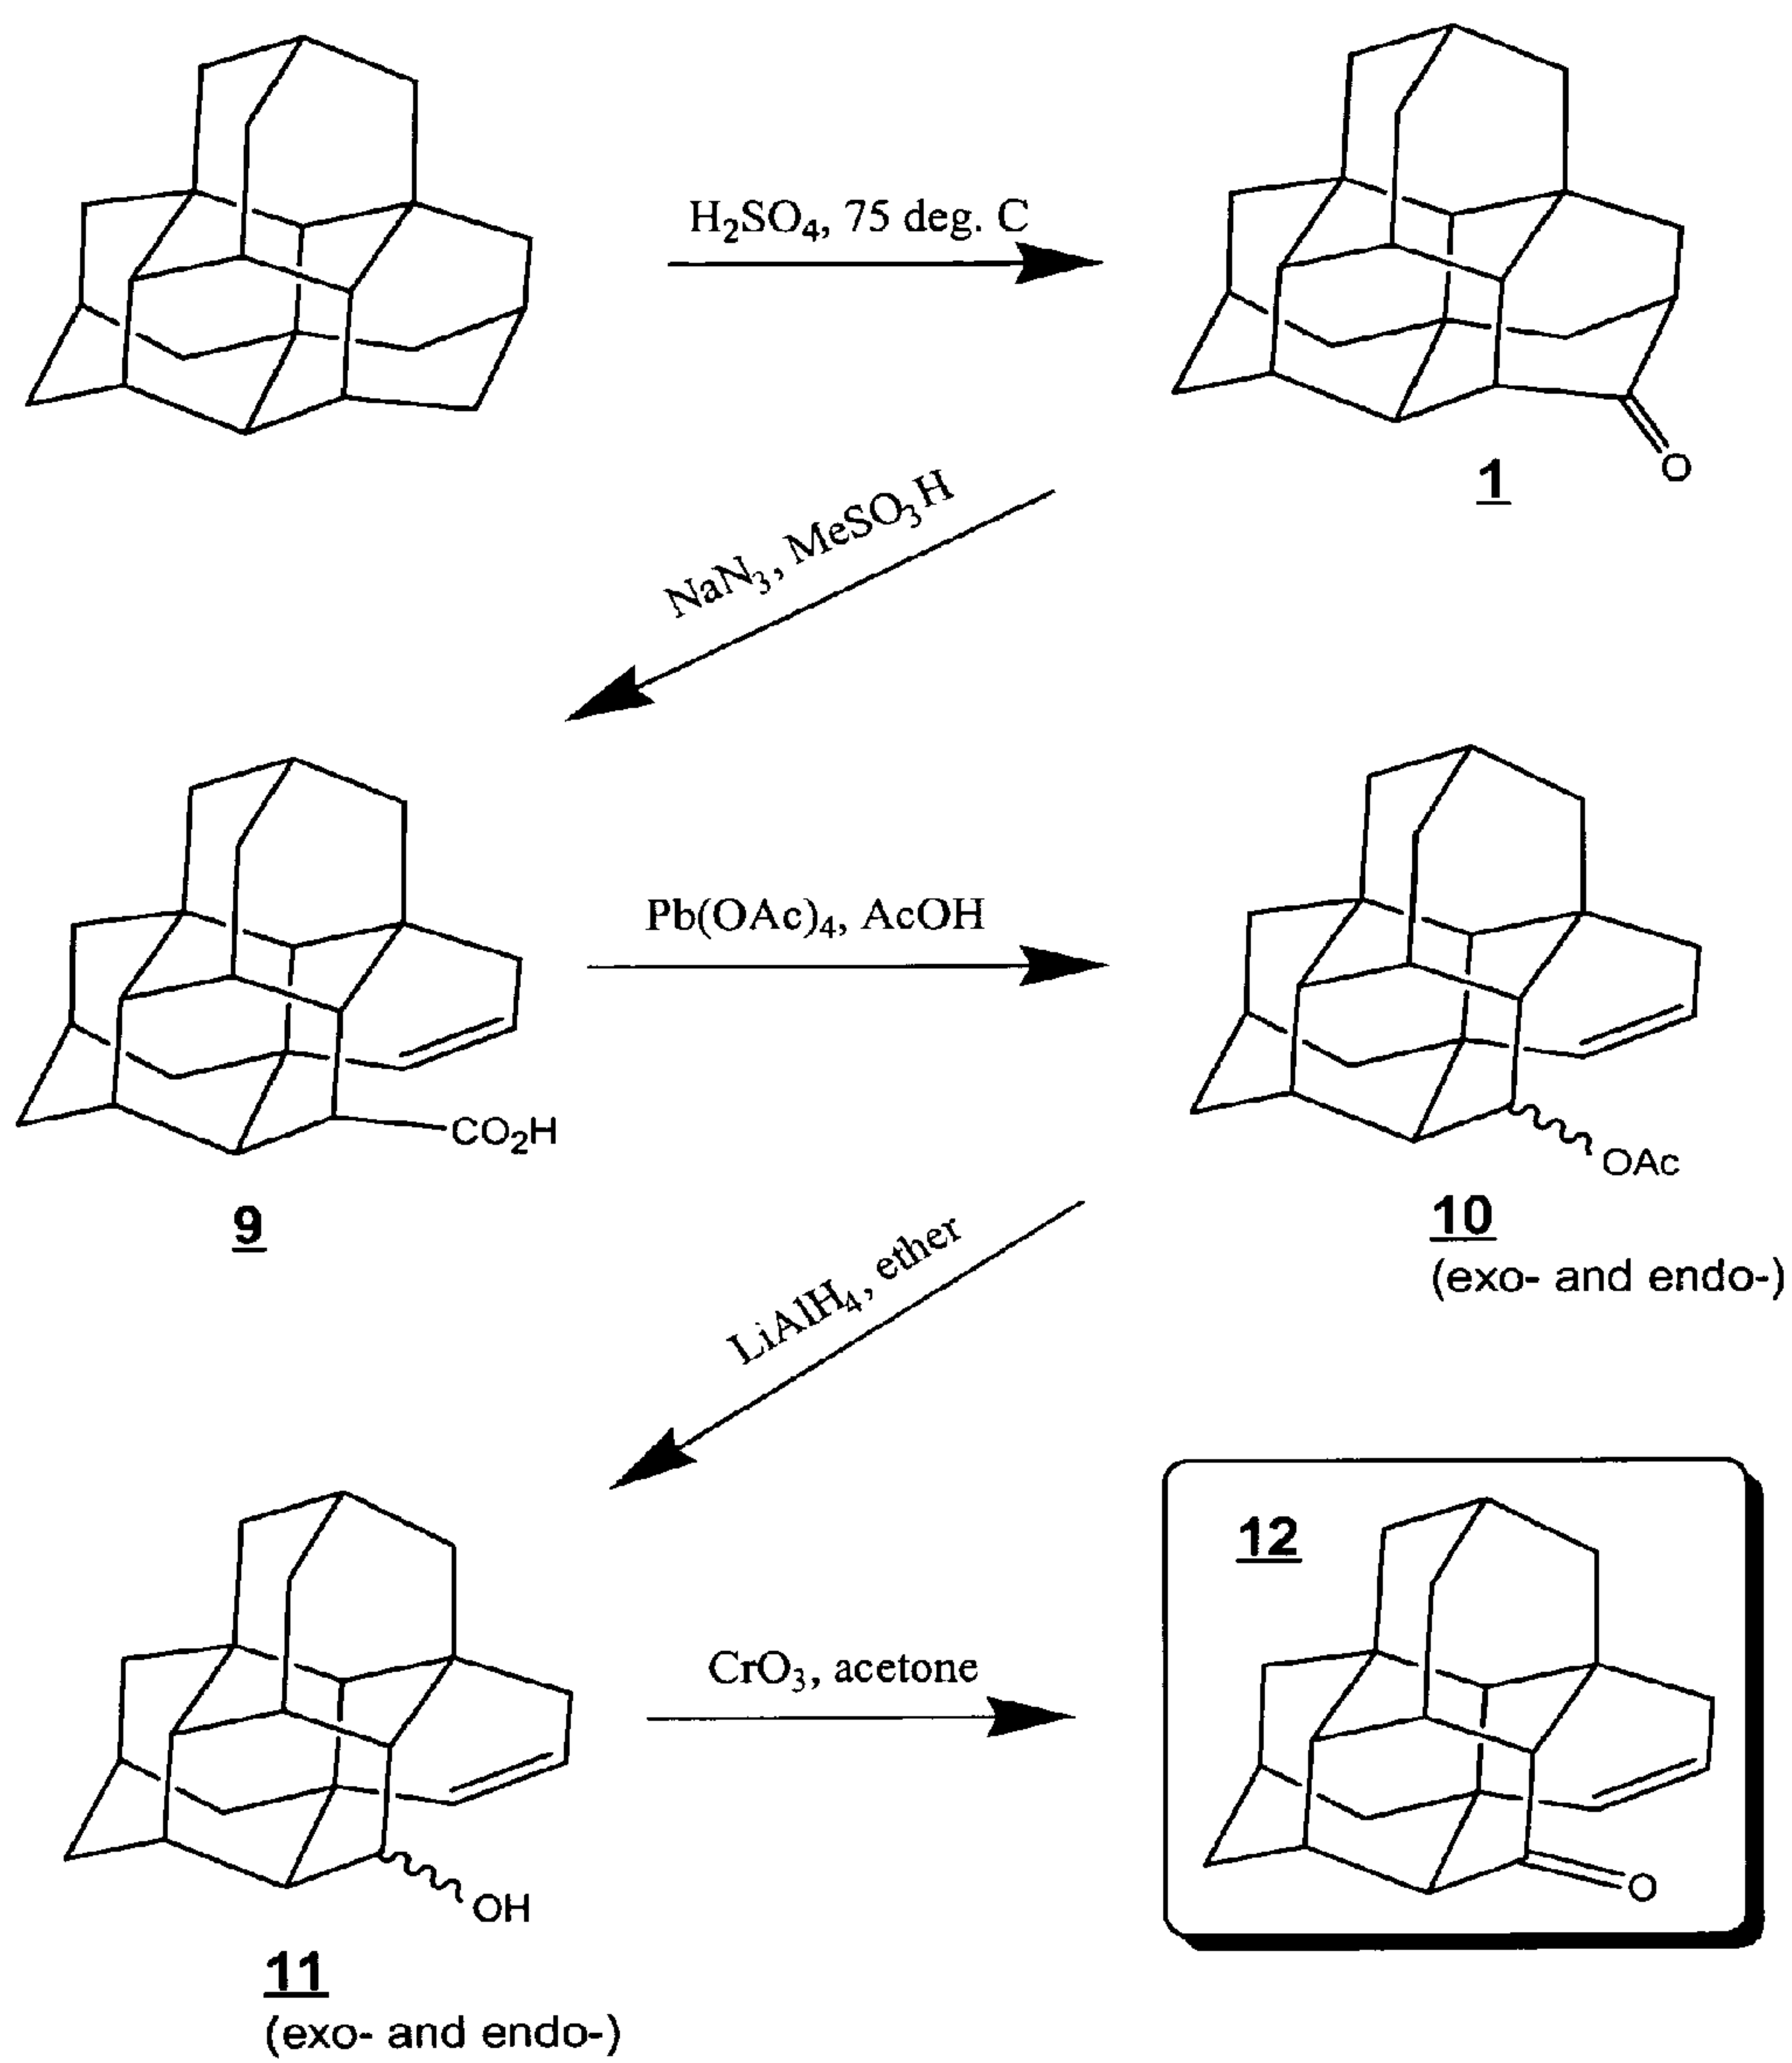 H₂SO₄, 75 deg. C
O
1
NaN₃, MeSO₃H
CO₂H
9
Pb(OAc)₄, AcOH
OAc
10
(exo- and endo-)
LiAlH₄, ether
OH
11
(exo- and endo-)
CrO₃, acetone
12
O